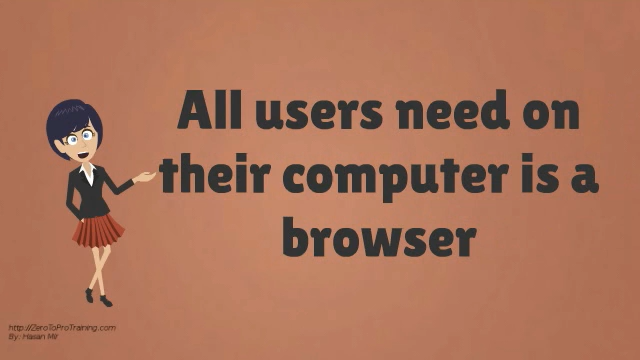 All users need on
their computer is a
browser
http://ZeroToProTraining.com
By: Hasan Mir